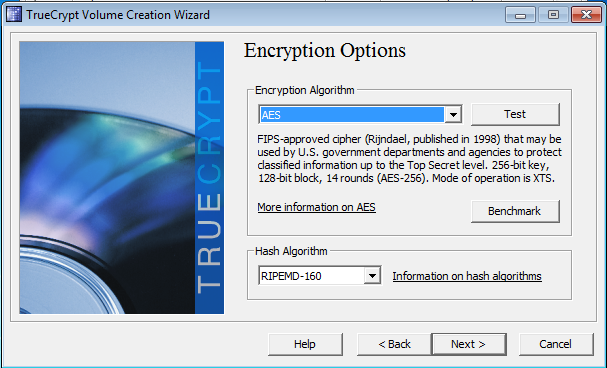 TrueCrypt Volume Creation Wizard
TRUECRYPT
Encryption Options
Encryption Algorithm
AES
Test
FIPS-approved cipher (Rijndael, published in 1998) that may be
used by U.S. government departments and agencies to protect
classified information up to the Top Secret level. 256-bit key,
128-bit block, 14 rounds (AES-256). Mode of operation is XTS.
More information on AES
Benchmark
Hash Algorithm
RIPEMD-160
Information on hash algorithms
Help
< Back
Next >
Cancel